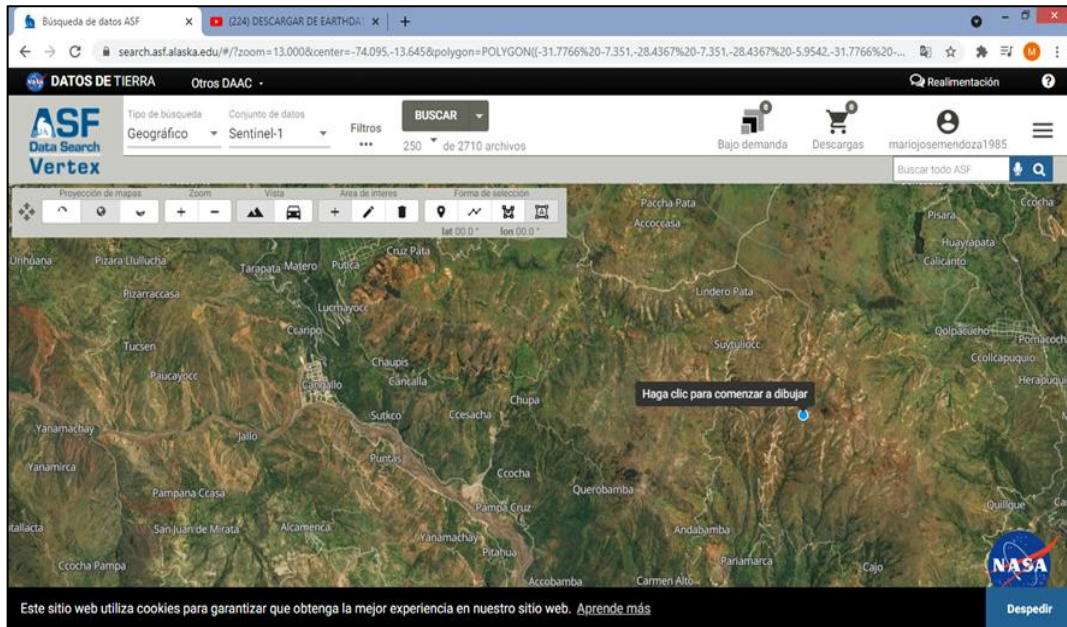 Búsqueda de datos ASF
(224) DESCARGAR DE EARTHDA
search.asf.alaska.edu/#/?zoom=13.000&center=-74.095,-13.645&polygon=POLYGON((-31.7766%20-7.351,-28.4367%20-7.351,-28.4367%20-5.9542,-31.7766%20-...
M
DATOS DE TIERRA
Otros DAAC
Realimentación
?
ASF
Data Search
Vertex
Tipo de búsqueda
Geográfico
Conjunto de datos
Sentinel-1
Filtros
...
BUSCAR
250 de 2710 archivos
0
Bajo demanda
0
Descargas
mariojosemendoza1985
Buscar todo ASF
Proyección de mapas
Zoom
Vista
Area de interes
Forma de selección
lat 00.0 ° lon 00.0 °
Paccha Pata
Accoccasa
Ccocha
Pisara
Huayrapata
Calicanto
Cruz Pata
Pizara Llullucha
Tarapata
Matero
Putica
Pizarraccasa
Lindero Pata
Lucmayocc
Ccaripo
Qolpacucho
Tucsen
Suytuliocc
Ccollcapuquio
Chaupis
Paucayocc
Cangallo
Cancalla
Haga clic para comenzar a dibujar
Chupa
Sutkco
Ccesacha
Yanamachay
Jallo
Puntas
Yanamirca
Ccocha
Querobamba
Pampana Ccasa
Pampa Cruz
San Juan de Mirata
Alcamenca
Andabamba
Yanamachay
Pitahua
Pariamarca
Cajo
Ccocha Pampa
Carmen Alto
Accobamba
NASA
Este sitio web utiliza cookies para garantizar que obtenga la mejor experiencia en nuestro sitio web. Aprende más
Despedir